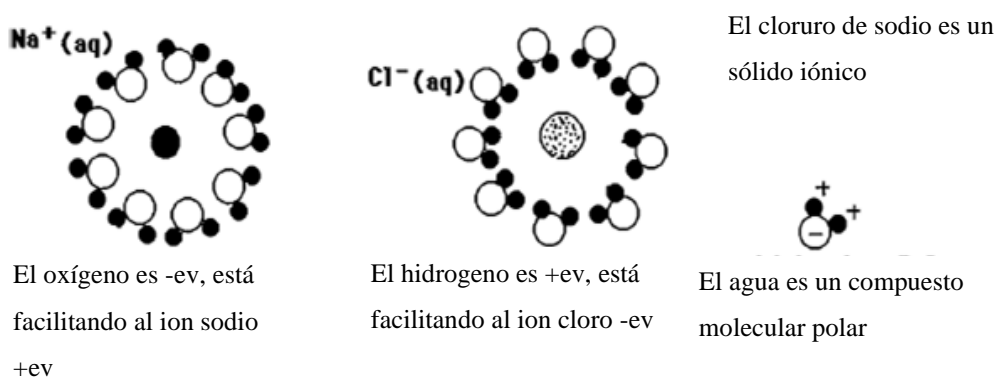 Na⁺(aq)
El oxígeno es -ev, está
facilitando al ion sodio
+ev
Cl⁻(aq)
El hidrogeno es +ev, está
facilitando al ion cloro -ev
El cloruro de sodio es un
sólido iónico
+
+
−
El agua es un compuesto
molecular polar